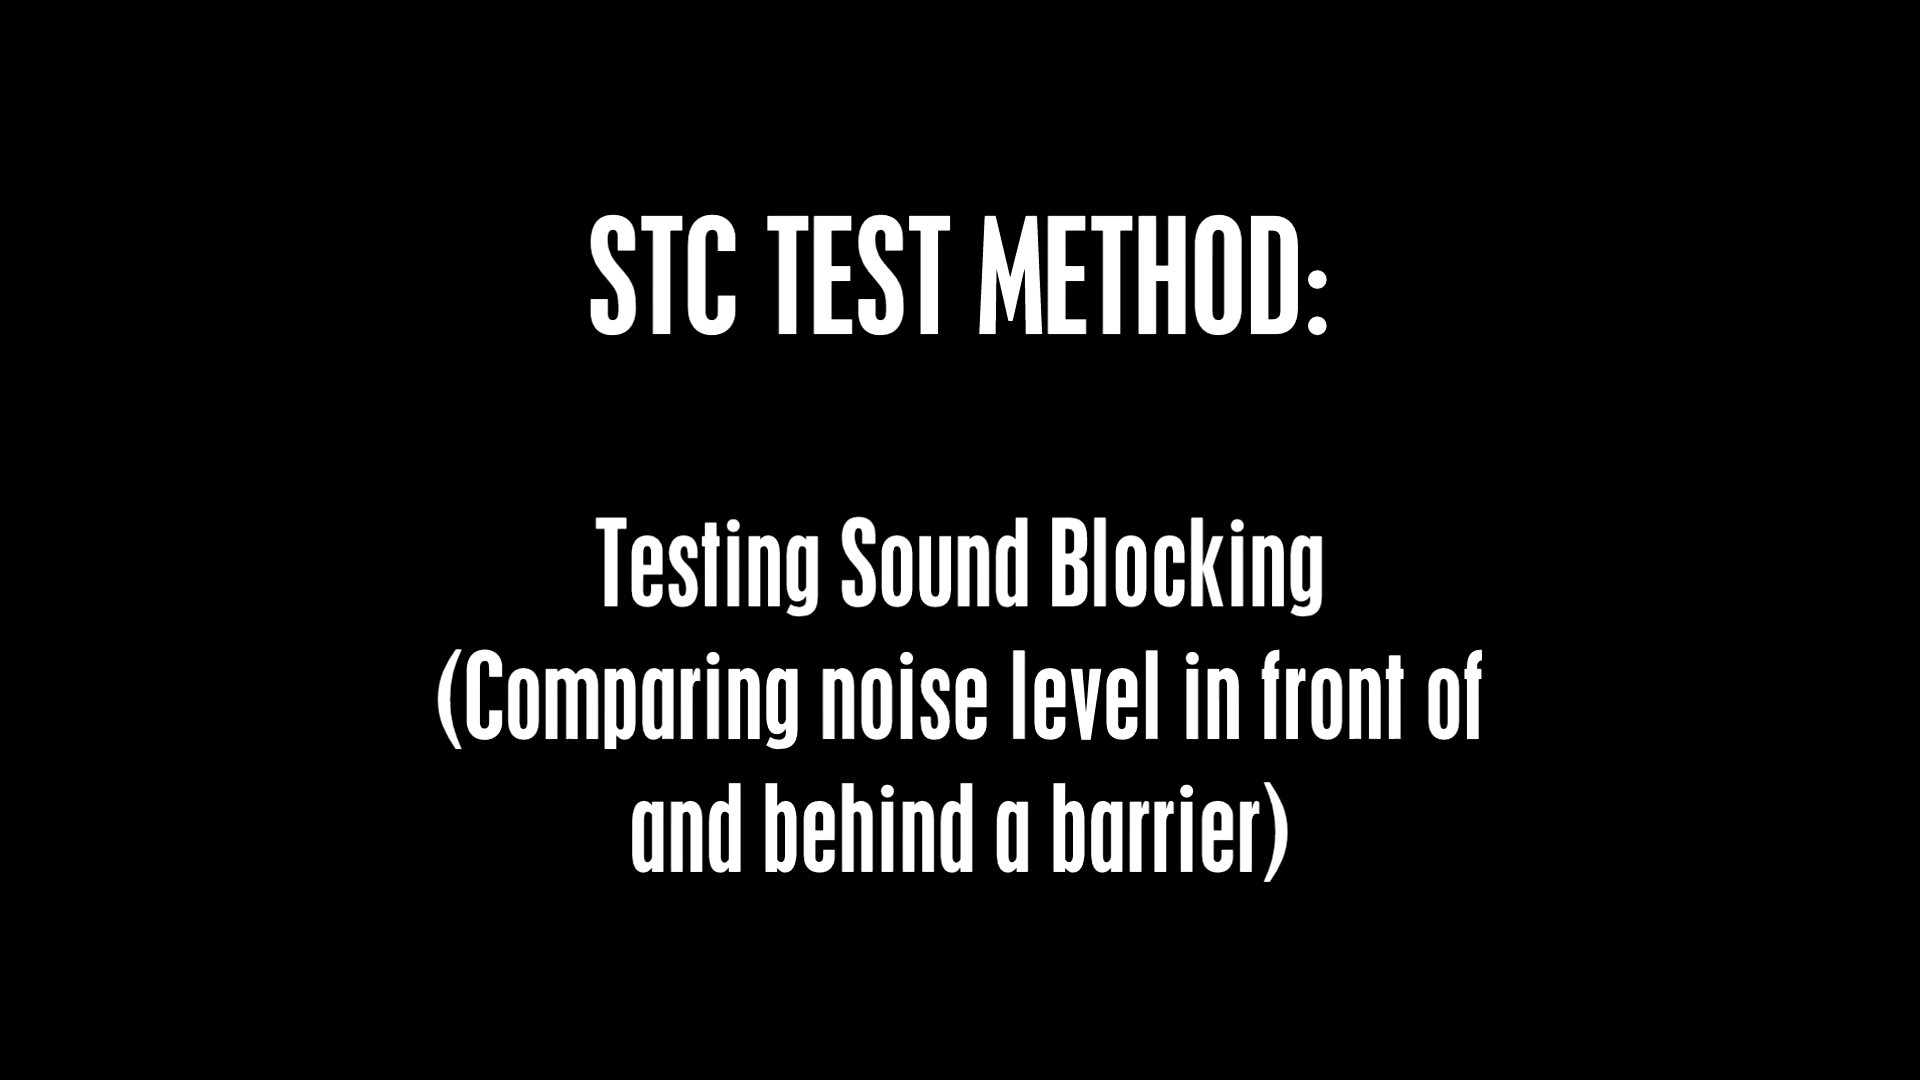 STC TEST METHOD:
Testing Sound Blocking
(Comparing noise level in front of
and behind a barrier)